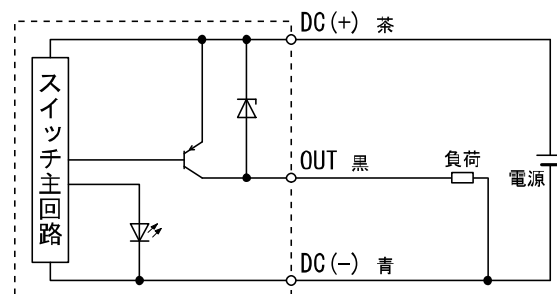 DC(+) 茶
スイッチ主回路
OUT 黒
負荷
電源
DC(-) 青